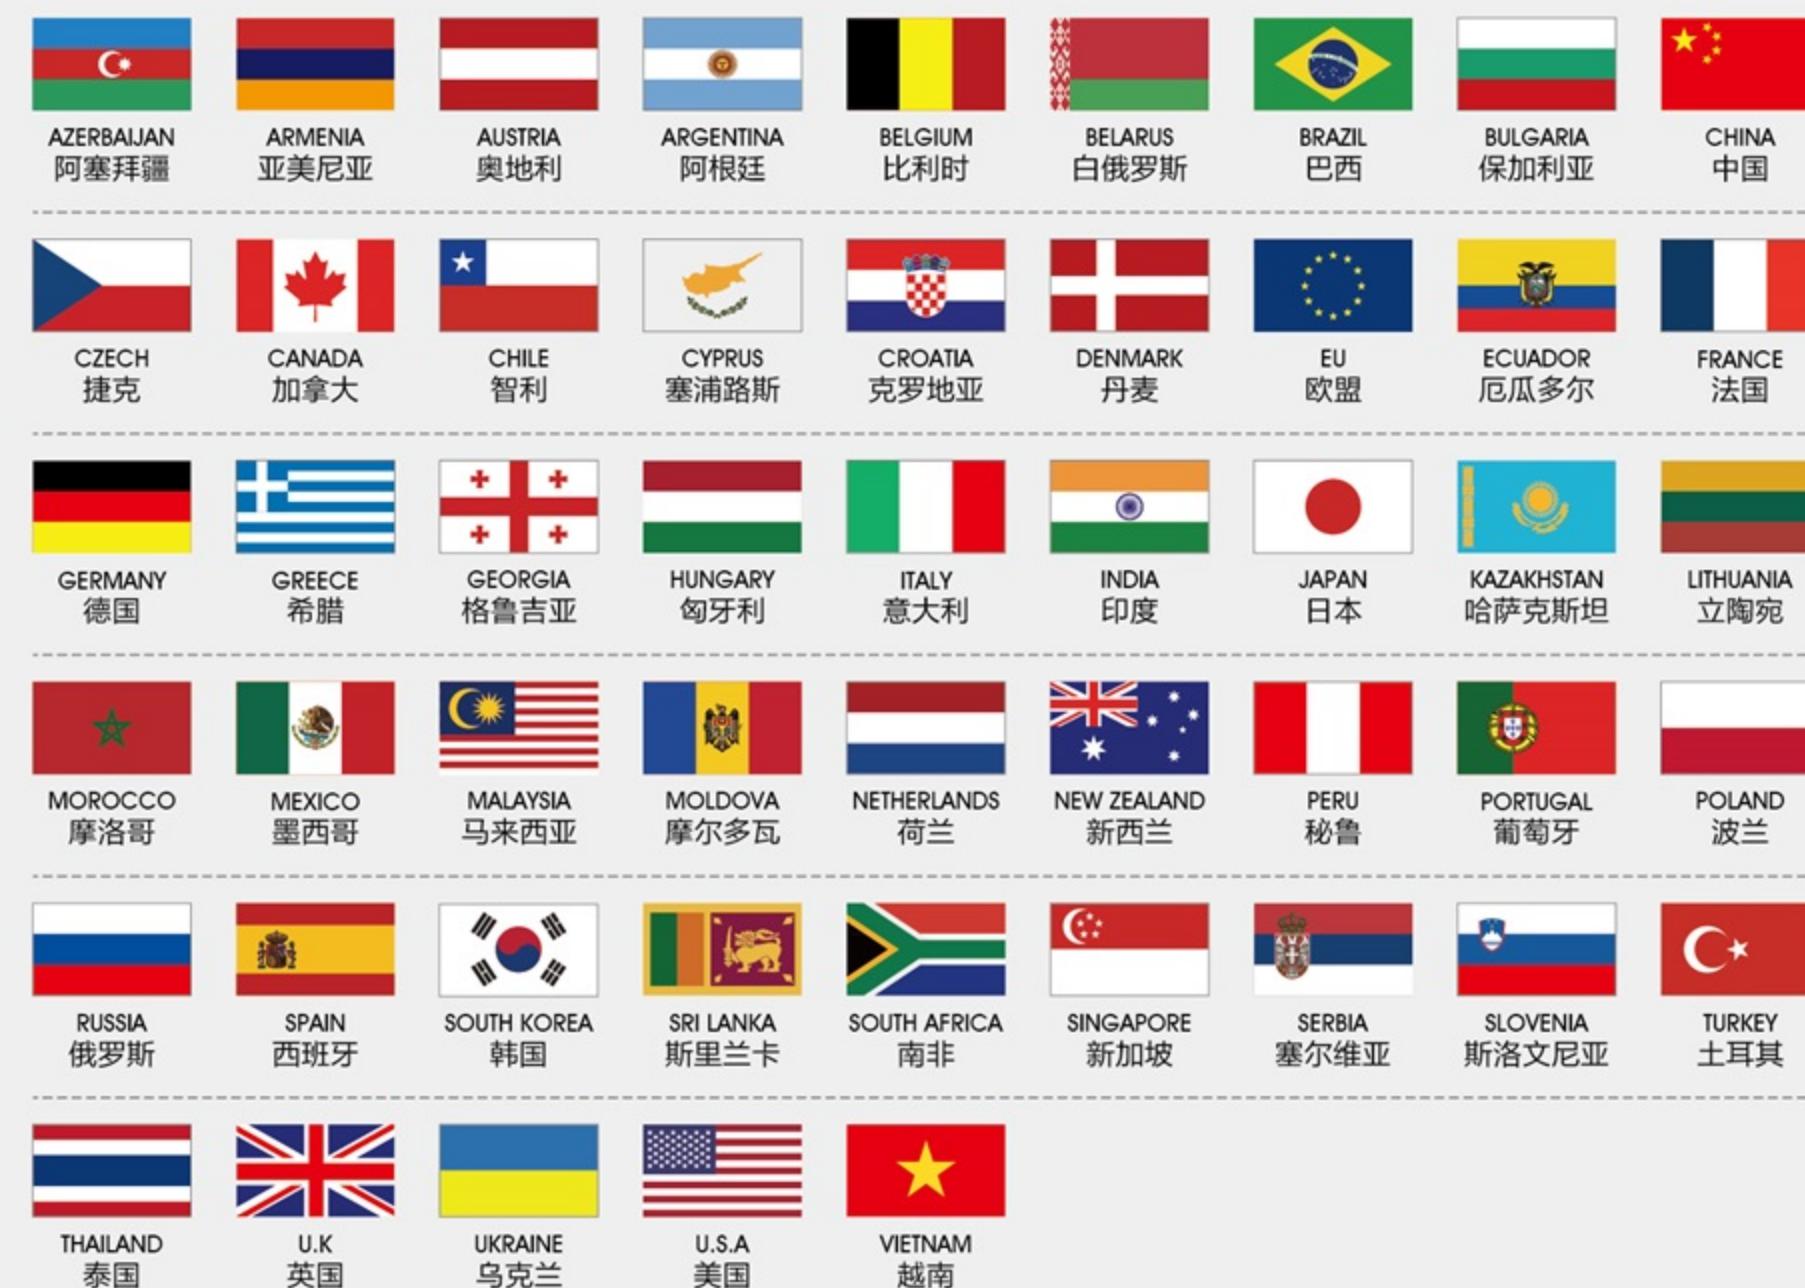 AZERBAIJAN ARMENIA AUSTRIA ARGENTINA BELGIUM BELARUS BRAZIL BULGARIA CHINA
阿塞拜疆 亚美尼亚 奥地利 阿根廷 比利时 白俄罗斯 巴西 保加利亚 中国
CZECH CANADA CHILE CYPRUS CROATIA DENMARK EU ECUADOR FRANCE
捷克 加拿大 智利 塞浦路斯 克罗地亚 丹麦 欧盟 厄瓜多尔 法国
GERMANY GREECE GEORGIA HUNGARY ITALY INDIA JAPAN KAZAKHSTAN LITHUANIA
德国 希腊 格鲁吉亚 匈牙利 意大利 印度 日本 哈萨克斯坦 立陶宛
MOROCCO MEXICO MALAYSIA MOLDOVA NETHERLANDS NEW ZEALAND PERU PORTUGAL POLAND
摩洛哥 墨西哥 马来西亚 摩尔多瓦 荷兰 新西兰 秘鲁 葡萄牙 波兰
RUSSIA SPAIN SOUTH KOREA SRI LANKA SOUTH AFRICA SINGAPORE SERBIA SLOVENIA TURKEY
俄罗斯 西班牙 韩国 斯里兰卡 南非 新加坡 塞尔维亚 斯洛文尼亚 土耳其
THAILAND U.K UKRAINE U.S.A VIETNAM
泰国 英国 乌克兰 美国 越南